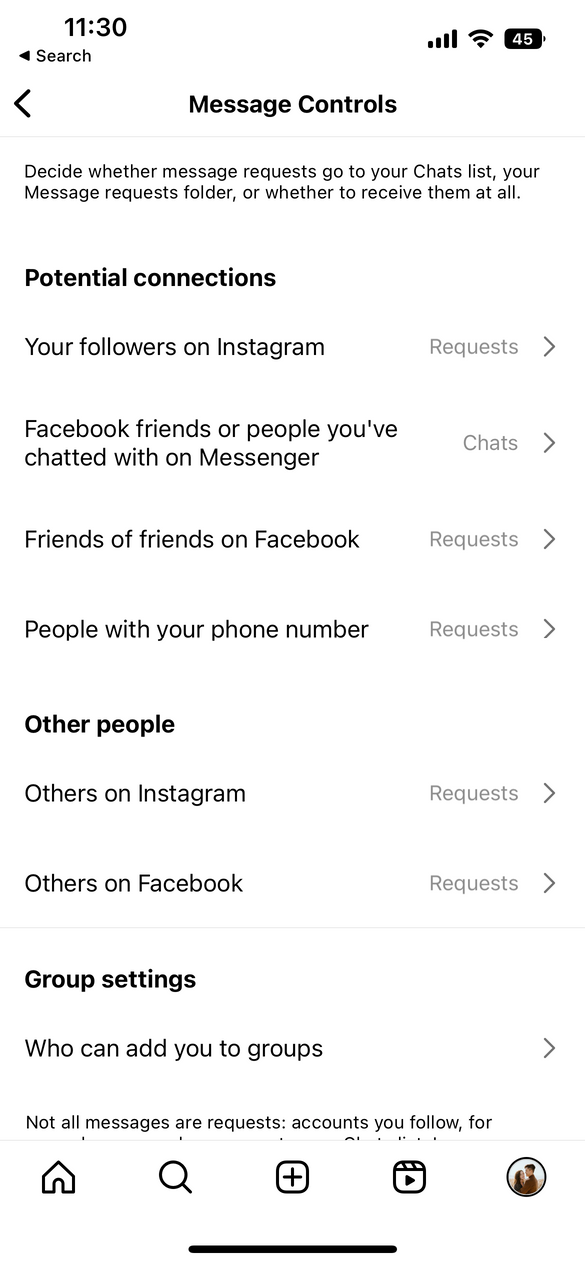 11:30
45
◀ Search
Message Controls
Decide whether message requests go to your Chats list, your
Message requests folder, or whether to receive them at all.
Potential connections
Your followers on Instagram Requests
Facebook friends or people you've
chatted with on Messenger Chats
Friends of friends on Facebook Requests
People with your phone number Requests
Other people
Others on Instagram Requests
Others on Facebook Requests
Group settings
Who can add you to groups
Not all messages are requests: accounts you follow, for